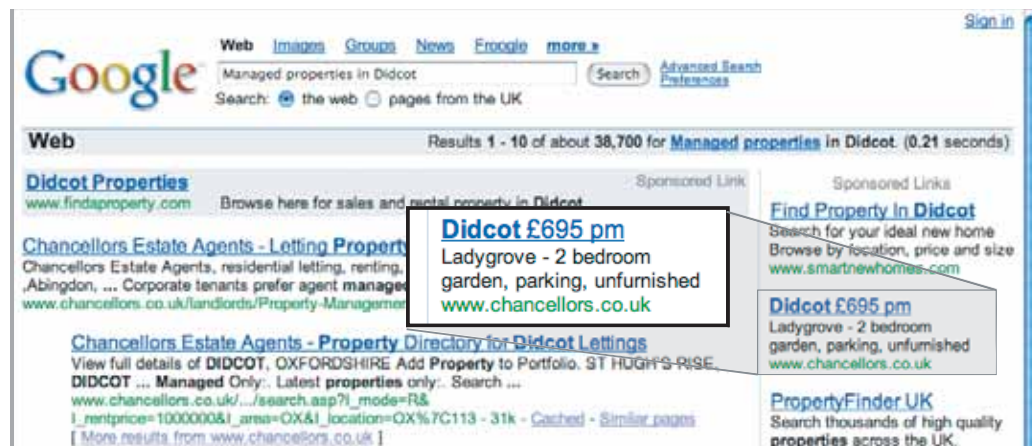 Sign in
Google
Web Images Groups News Froogle more »
Managed properties in Didcot
Search
Advanced Search
Preferences
Search: the web pages from the UK
Web
Results 1 - 10 of about 38,700 for Managed properties in Didcot. (0.21 seconds)
Didcot Properties
Sponsored Link
www.findaproperty.com Browse here for sales and rental property in Didcot
Chancellors Estate Agents - Letting Property
Chancellors Estate Agents, residential letting, renting,
,Abingdon, ... Corporate tenants prefer agent managed
www.chancellors.co.uk/landlords/Property-Managemen
Chancellors Estate Agents - Property Directory for Didcot Lettings
View full details of DIDCOT, OXFORDSHIRE Add Property to Portfolio. ST HUGH'S RISE,
DIDCOT ... Managed Only:. Latest properties only:. Search ...
www.chancellors.co.uk/.../search.asp?l_mode=R&
l_rentprice=1000000&l_area=OX&l_location=OX%7C113 - 31k - Cached - Similar pages
[ More results from www.chancellors.co.uk ]
Didcot £695 pm
Ladygrove - 2 bedroom
garden, parking, unfurnished
www.chancellors.co.uk
Sponsored Links
Find Property In Didcot
Search for your ideal new home
Browse by location, price and size
www.smartnewhomes.com
Didcot £695 pm
Ladygrove - 2 bedroom
garden, parking, unfurnished
www.chancellors.co.uk
PropertyFinder UK
Search thousands of high quality
properties across the UK.